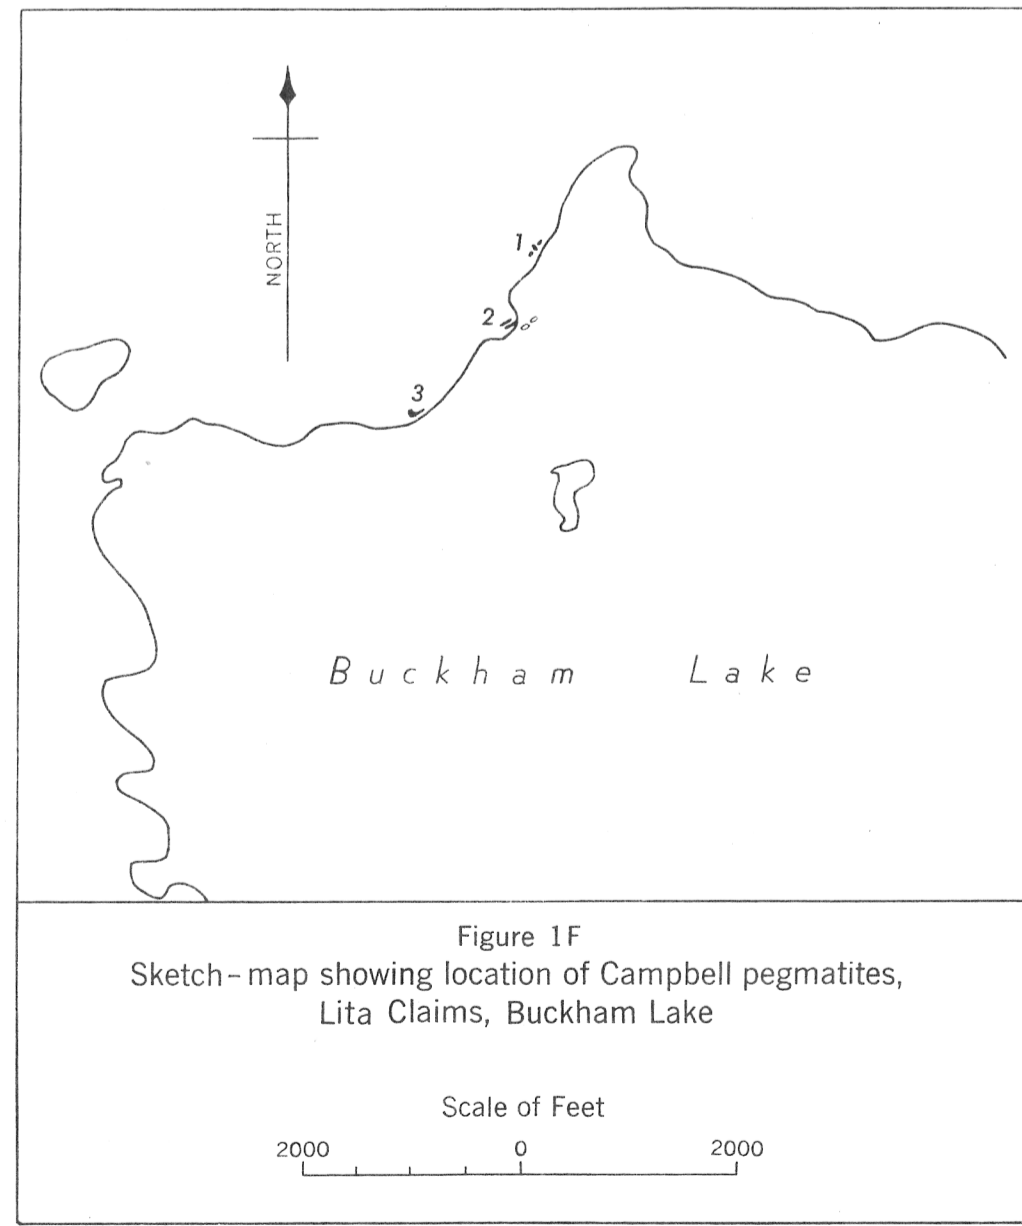 NORTH
1
2
3
Buckham Lake
Figure 1F
Sketch-map showing location of Campbell pegmatites,
Lita Claims, Buckham Lake
Scale of Feet
2000 0 2000